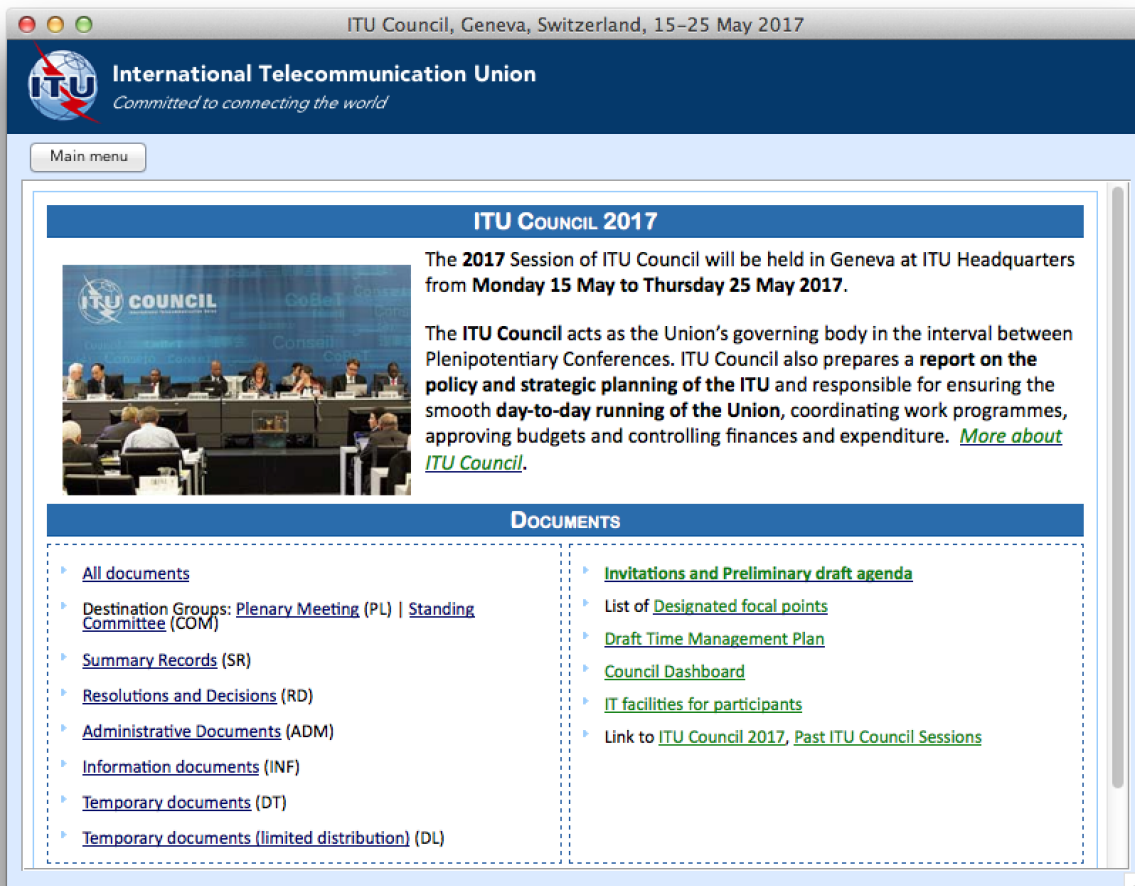 ITU Council, Geneva, Switzerland, 15–25 May 2017
ITU
International Telecommunication Union
Committed to connecting the world
Main menu
ITU COUNCIL 2017
ITU COUNCIL
The 2017 Session of ITU Council will be held in Geneva at ITU Headquarters
from Monday 15 May to Thursday 25 May 2017.
The ITU Council acts as the Union’s governing body in the interval between
Plenipotentiary Conferences. ITU Council also prepares a report on the
policy and strategic planning of the ITU and responsible for ensuring the
smooth day-to-day running of the Union, coordinating work programmes,
approving budgets and controlling finances and expenditure. More about
ITU Council.
DOCUMENTS
All documents
Destination Groups: Plenary Meeting (PL) | Standing
Committee (COM)
Summary Records (SR)
Resolutions and Decisions (RD)
Administrative Documents (ADM)
Information documents (INF)
Temporary documents (DT)
Temporary documents (limited distribution) (DL)
Invitations and Preliminary draft agenda
List of Designated focal points
Draft Time Management Plan
Council Dashboard
IT facilities for participants
Link to ITU Council 2017, Past ITU Council Sessions